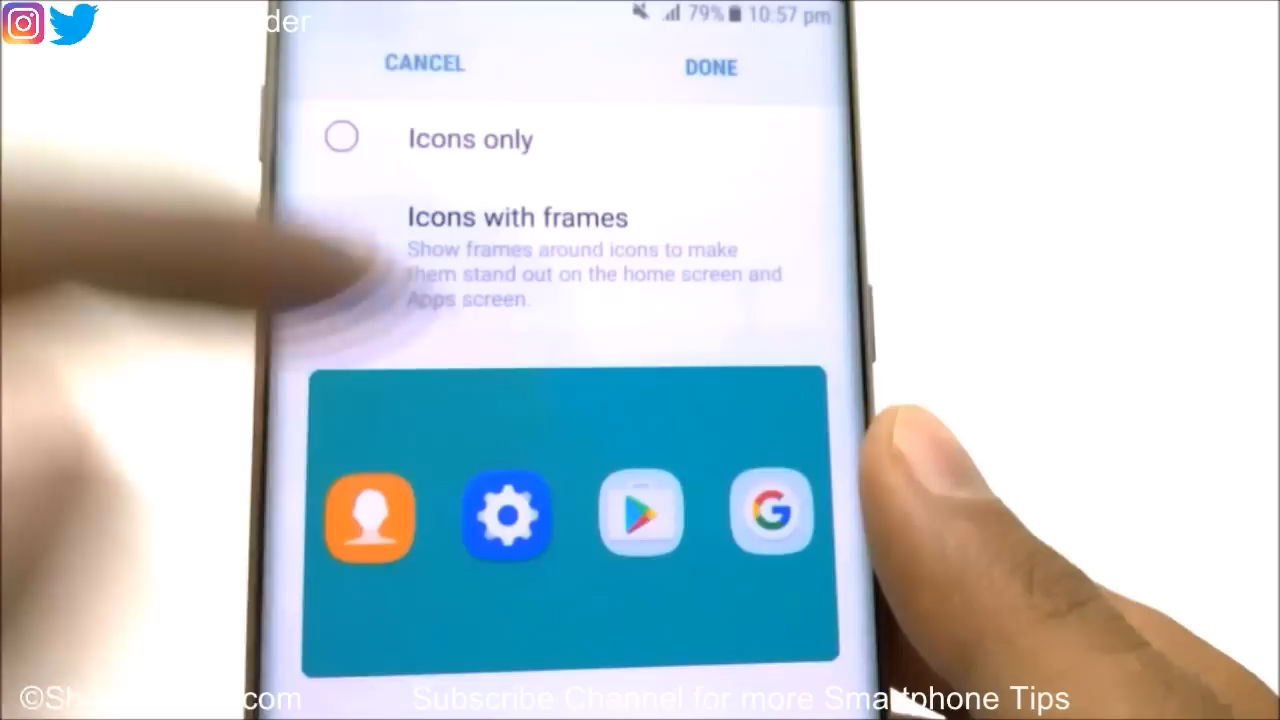 79% 10:57 pm
CANCEL
DONE
Icons only
Icons with frames
Show frames around icons to make
them stand out on the home screen and
Apps screen.
G
Subscribe Channel for more Smartphone Tips